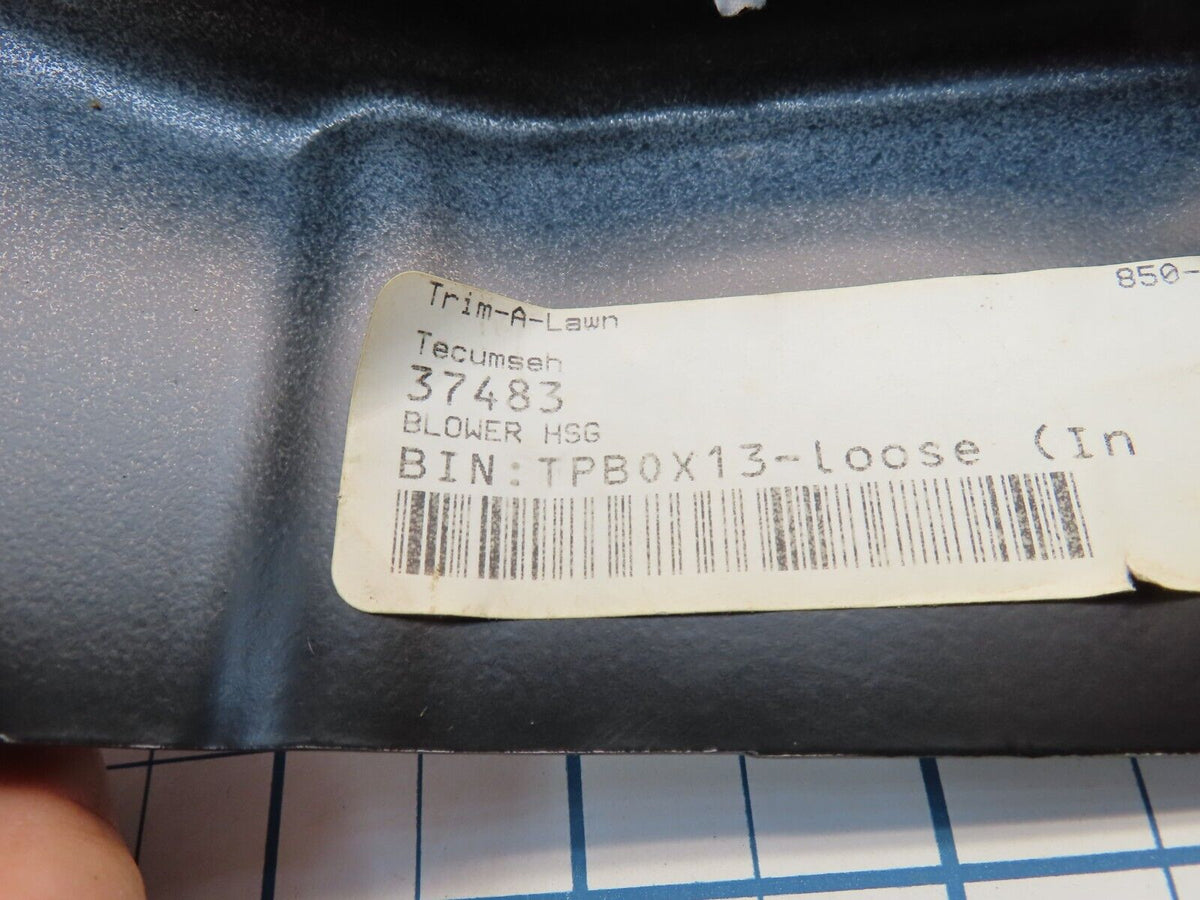 Trim-A-Lawn
850-
Tecumseh
37483
BLOWER HSG
BIN:TPB0X13-loose (In